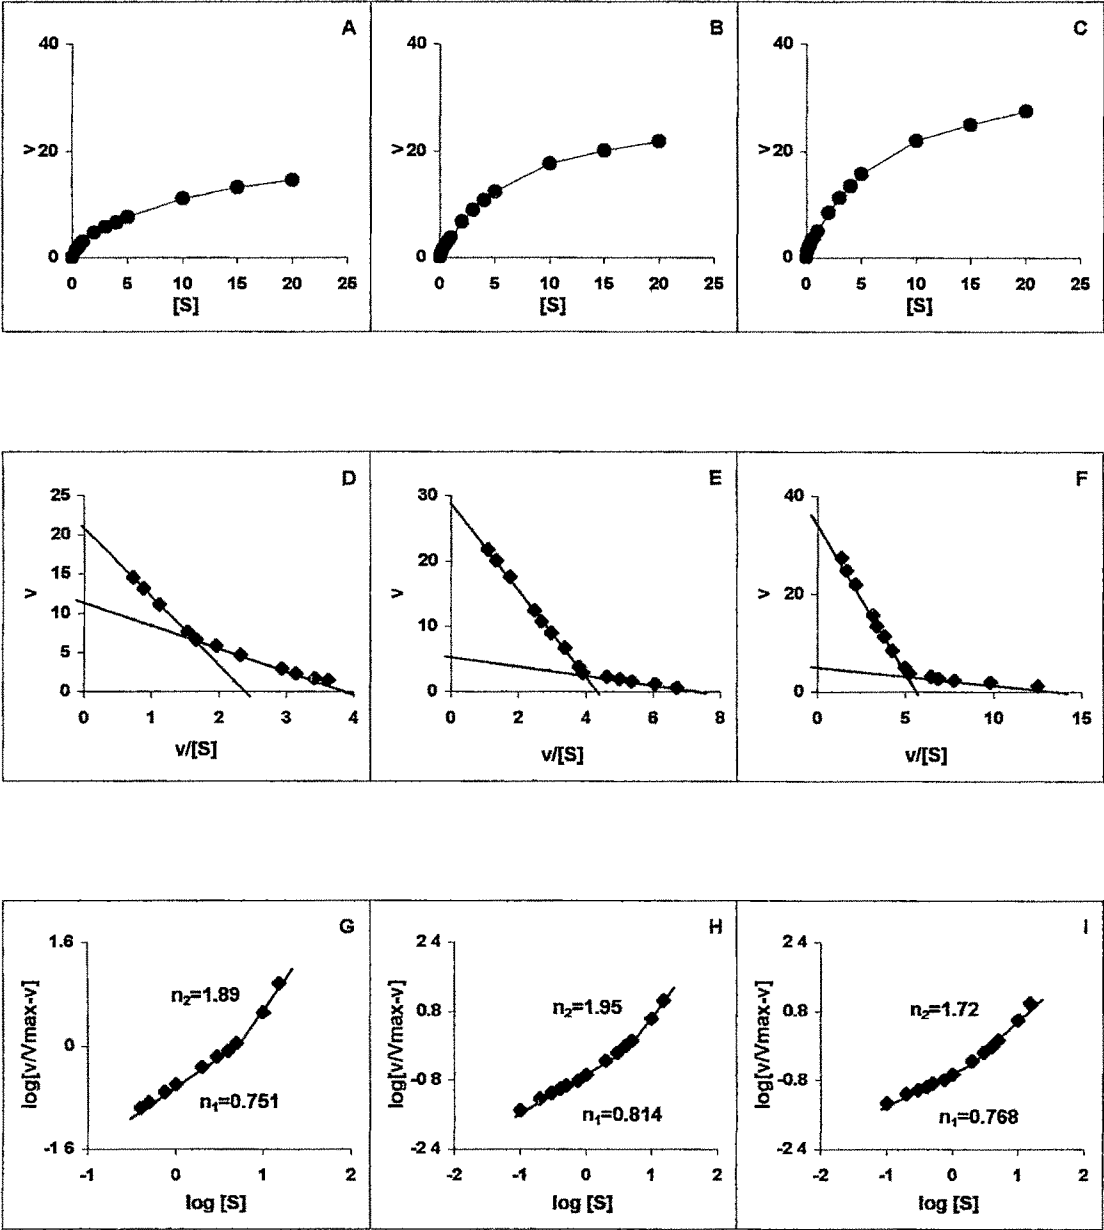 A
40
20
0
v
0 5 10 15 20 25
[S]
B
40
20
0
v
0 5 10 15 20 25
[S]
C
40
20
0
v
0 5 10 15 20 25
[S]
D
25
20
15
10
5
0
v
0 1 2 3 4
v/[S]
E
30
20
10
0
v
0 2 4 6 8
v/[S]
F
40
20
0
v
0 5 10 15
v/[S]
G
1.6
0
-1 6
log[v/Vmax-v]
n2=1.89
n1=0.751
-1 0 1 2
log [S]
H
2 4
0.8
-0.8
-2.4
log[v/Vmax-v]
n2=1.95
n1=0.814
-2 -1 0 1 2
log [S]
I
2 4
0.8
-0.8
-2.4
log[v/Vmax-v]
n2=1.72
n1=0.768
-2 -1 0 1 2
log [S]